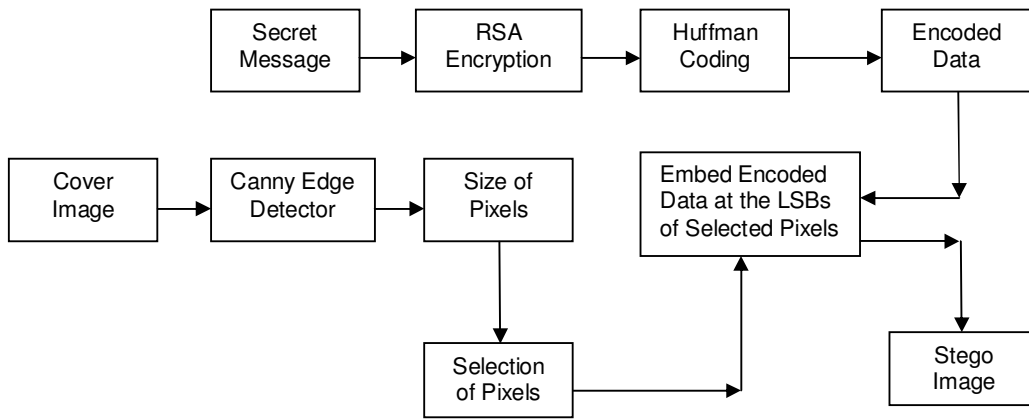 Secret
Message
RSA
Encryption
Huffman
Coding
Encoded
Data
Cover
Image
Canny Edge
Detector
Size of
Pixels
Embed Encoded
Data at the LSBs
of Selected Pixels
Selection
of Pixels
Stego
Image